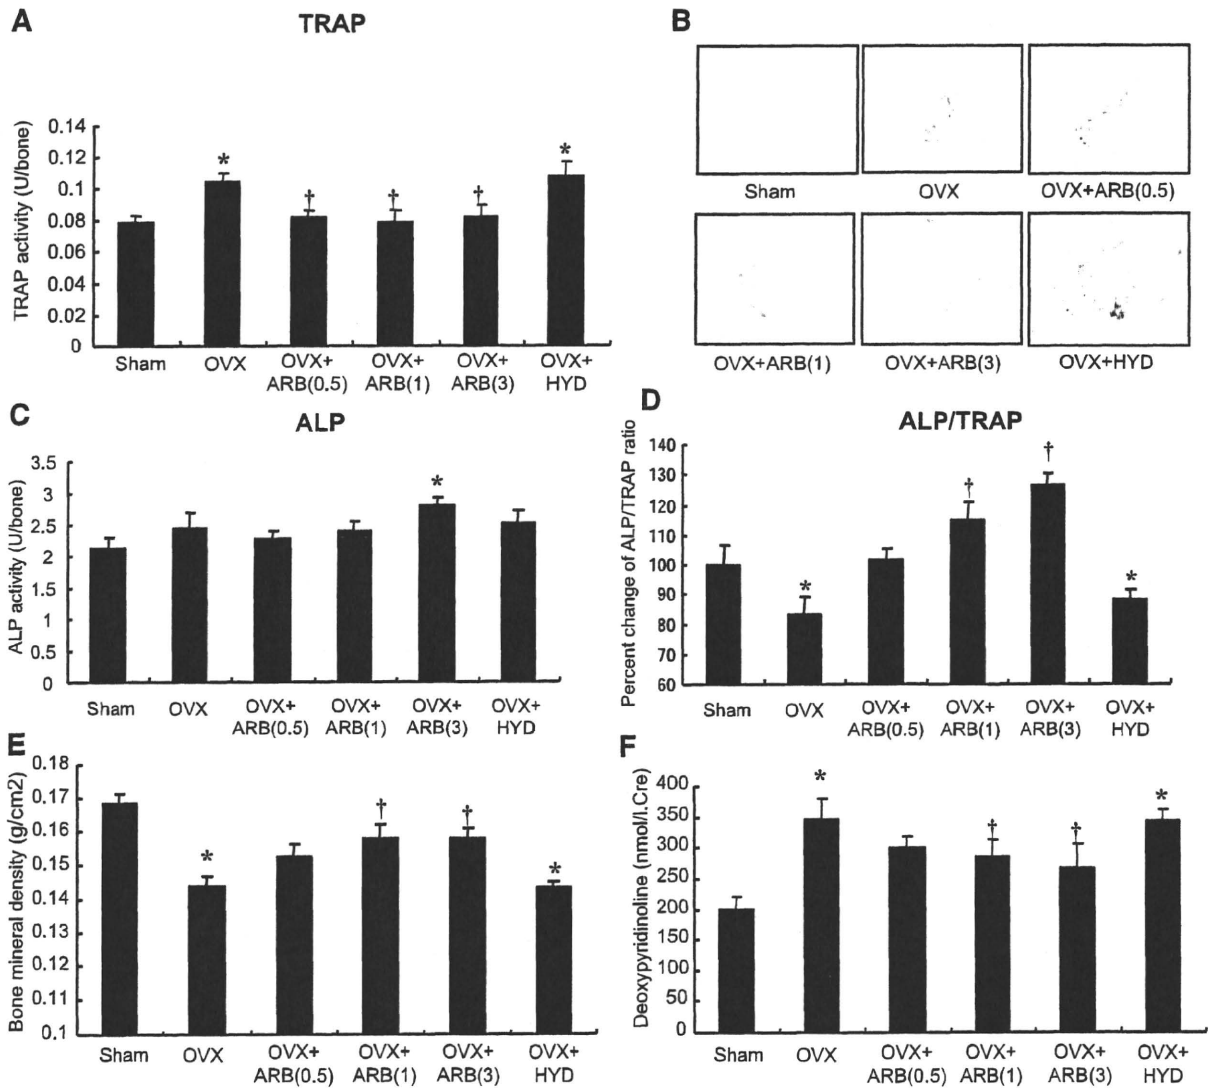 A
TRAP
TRAP activity (U/bone)
0.14
0.12
0.1
0.08
0.06
0.04
0.02
0
*
†
†
†
*
Sham
OVX
OVX+
ARB(0.5)
OVX+
ARB(1)
OVX+
ARB(3)
OVX+
HYD
B
Sham
OVX
OVX+ARB(0.5)
OVX+ARB(1)
OVX+ARB(3)
OVX+HYD
C
ALP
ALP activity (U/bone)
3.5
3
2.5
2
1.5
1
0.5
0
*
Sham
OVX
OVX+
ARB(0.5)
OVX+
ARB(1)
OVX+
ARB(3)
OVX+
HYD
D
ALP/TRAP
Percent change of ALP/TRAP ratio
140
130
120
110
100
90
80
70
60
*
†
†
*
Sham
OVX
OVX+
ARB(0.5)
OVX+
ARB(1)
OVX+
ARB(3)
OVX+
HYD
E
Bone mineral density (g/cm2)
0.18
0.17
0.16
0.15
0.14
0.13
0.12
0.11
0.1
*
†
†
*
Sham
OVX
OVX+
ARB(0.5)
OVX+
ARB(1)
OVX+
ARB(3)
OVX+
HYD
F
Deoxypyridinoline (nmol/l.Cre)
400
350
300
250
200
150
100
50
0
*
†
†
*
Sham
OVX
OVX+
ARB(0.5)
OVX+
ARB(1)
OVX+
ARB(3)
OVX+
HYD